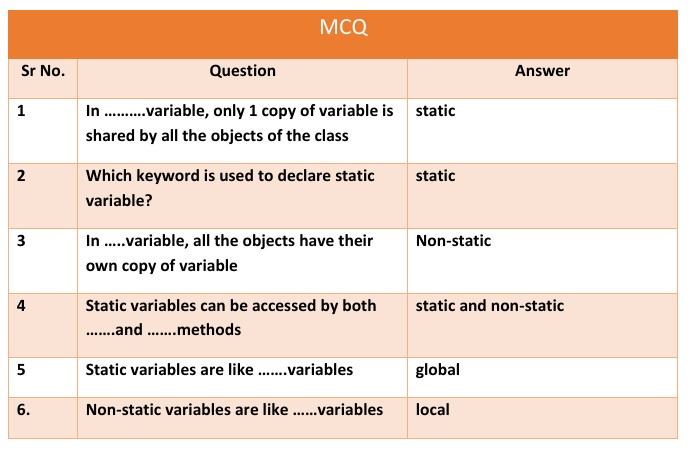 MCQ
Sr No. Question Answer
1 In ……….variable, only 1 copy of variable is static
shared by all the objects of the class
2 Which keyword is used to declare static static
variable?
3 In …..variable, all the objects have their Non-static
own copy of variable
4 Static variables can be accessed by both static and non-static
…….and …….methods
5 Static variables are like …….variables global
6. Non-static variables are like ……variables local